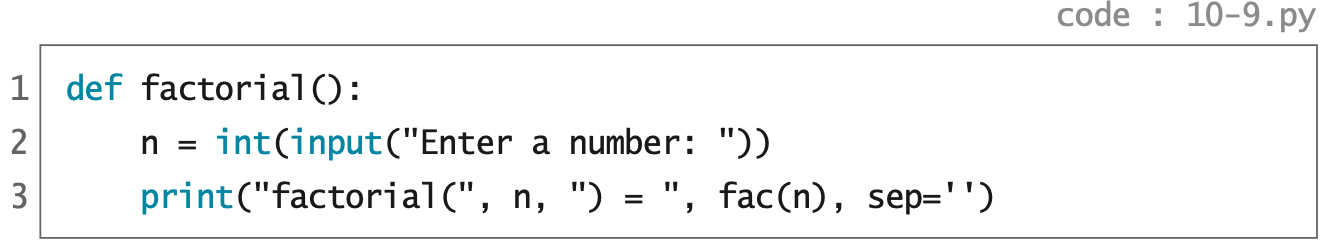 code : 10-9.py
1 def factorial():
2     n = int(input("Enter a number: "))
3     print("factorial(", n, ") = ", fac(n), sep='')